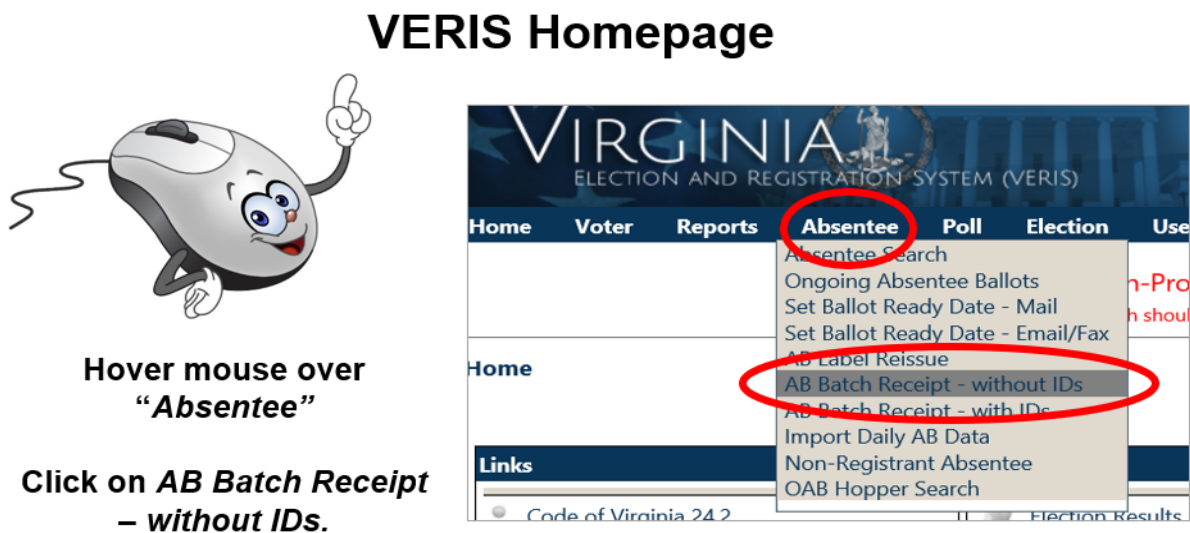 VERIS Homepage
VIRGINIA
ELECTION AND REGISTRATION SYSTEM (VERIS)
Home Voter Reports Absentee Poll Election Use
Absentee Search
Ongoing Absentee Ballots
n-Pro
Set Ballot Ready Date - Mail
h shoul
Set Ballot Ready Date - Email/Fax
AB Label Reissue
Home
AB Batch Receipt - without IDs
AB Batch Receipt - with IDs
Import Daily AB Data
Non-Registrant Absentee
OAB Hopper Search
Links
Code of Virginia 24.2
Election Results
Hover mouse over
“Absentee”
Click on AB Batch Receipt
– without IDs.